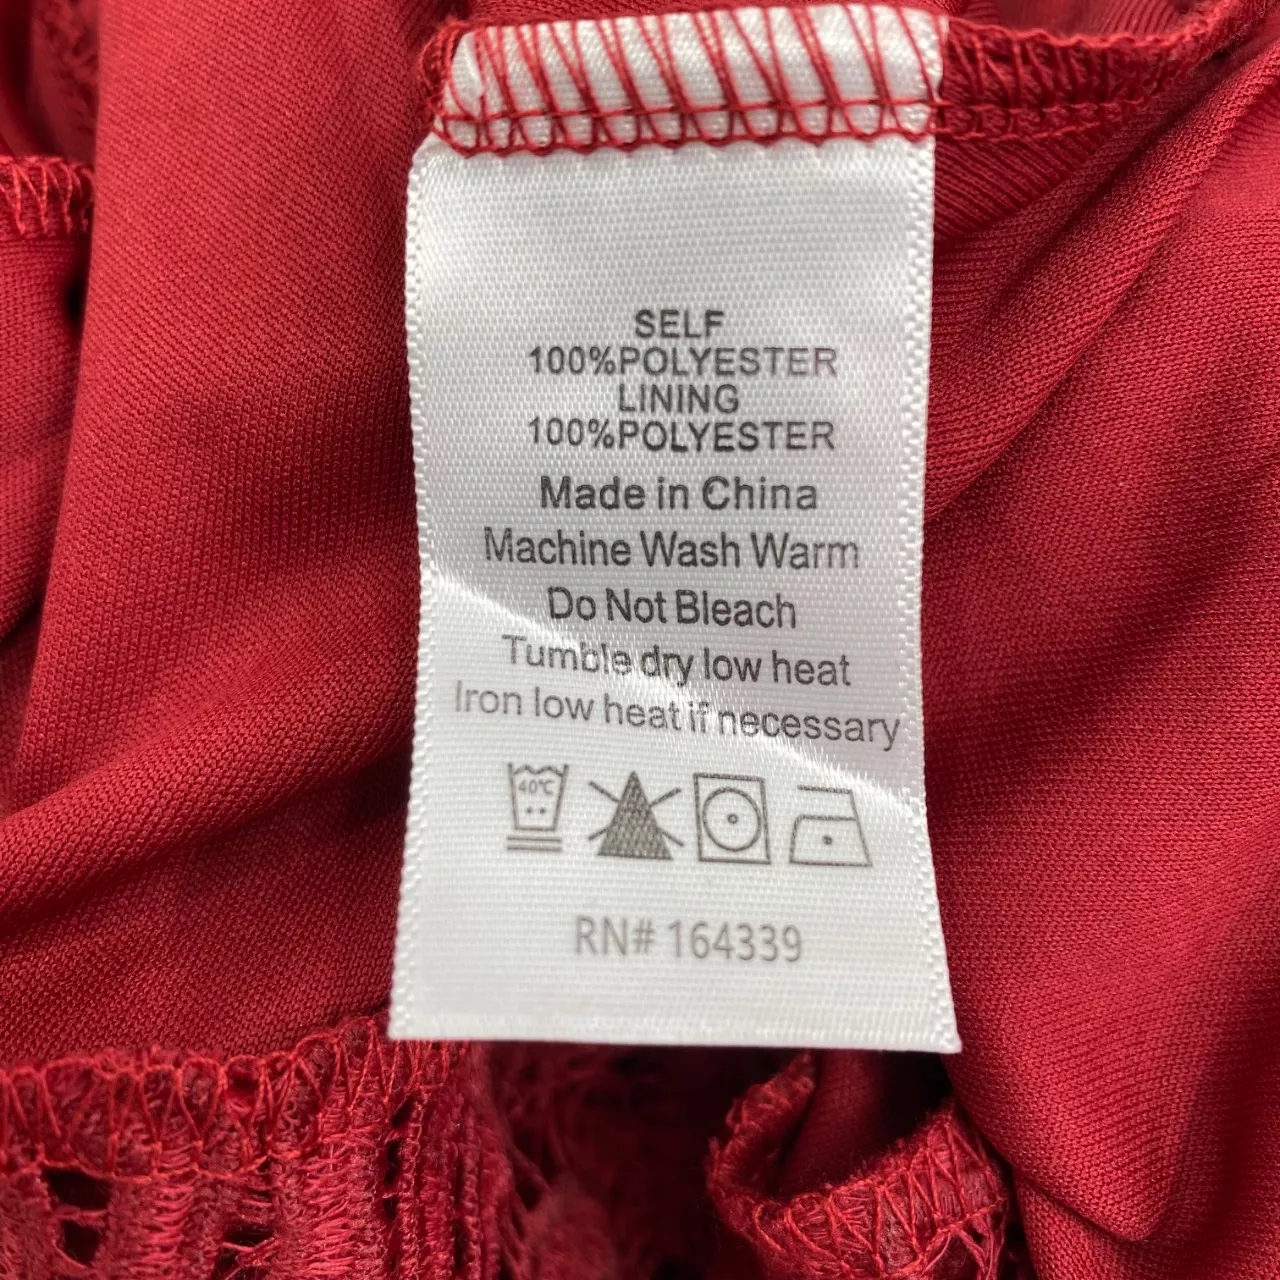 SELF
100%POLYESTER
LINING
100%POLYESTER
Made in China
Machine Wash Warm
Do Not Bleach
Tumble dry low heat
Iron low heat if necessary
40°C
RN# 164339